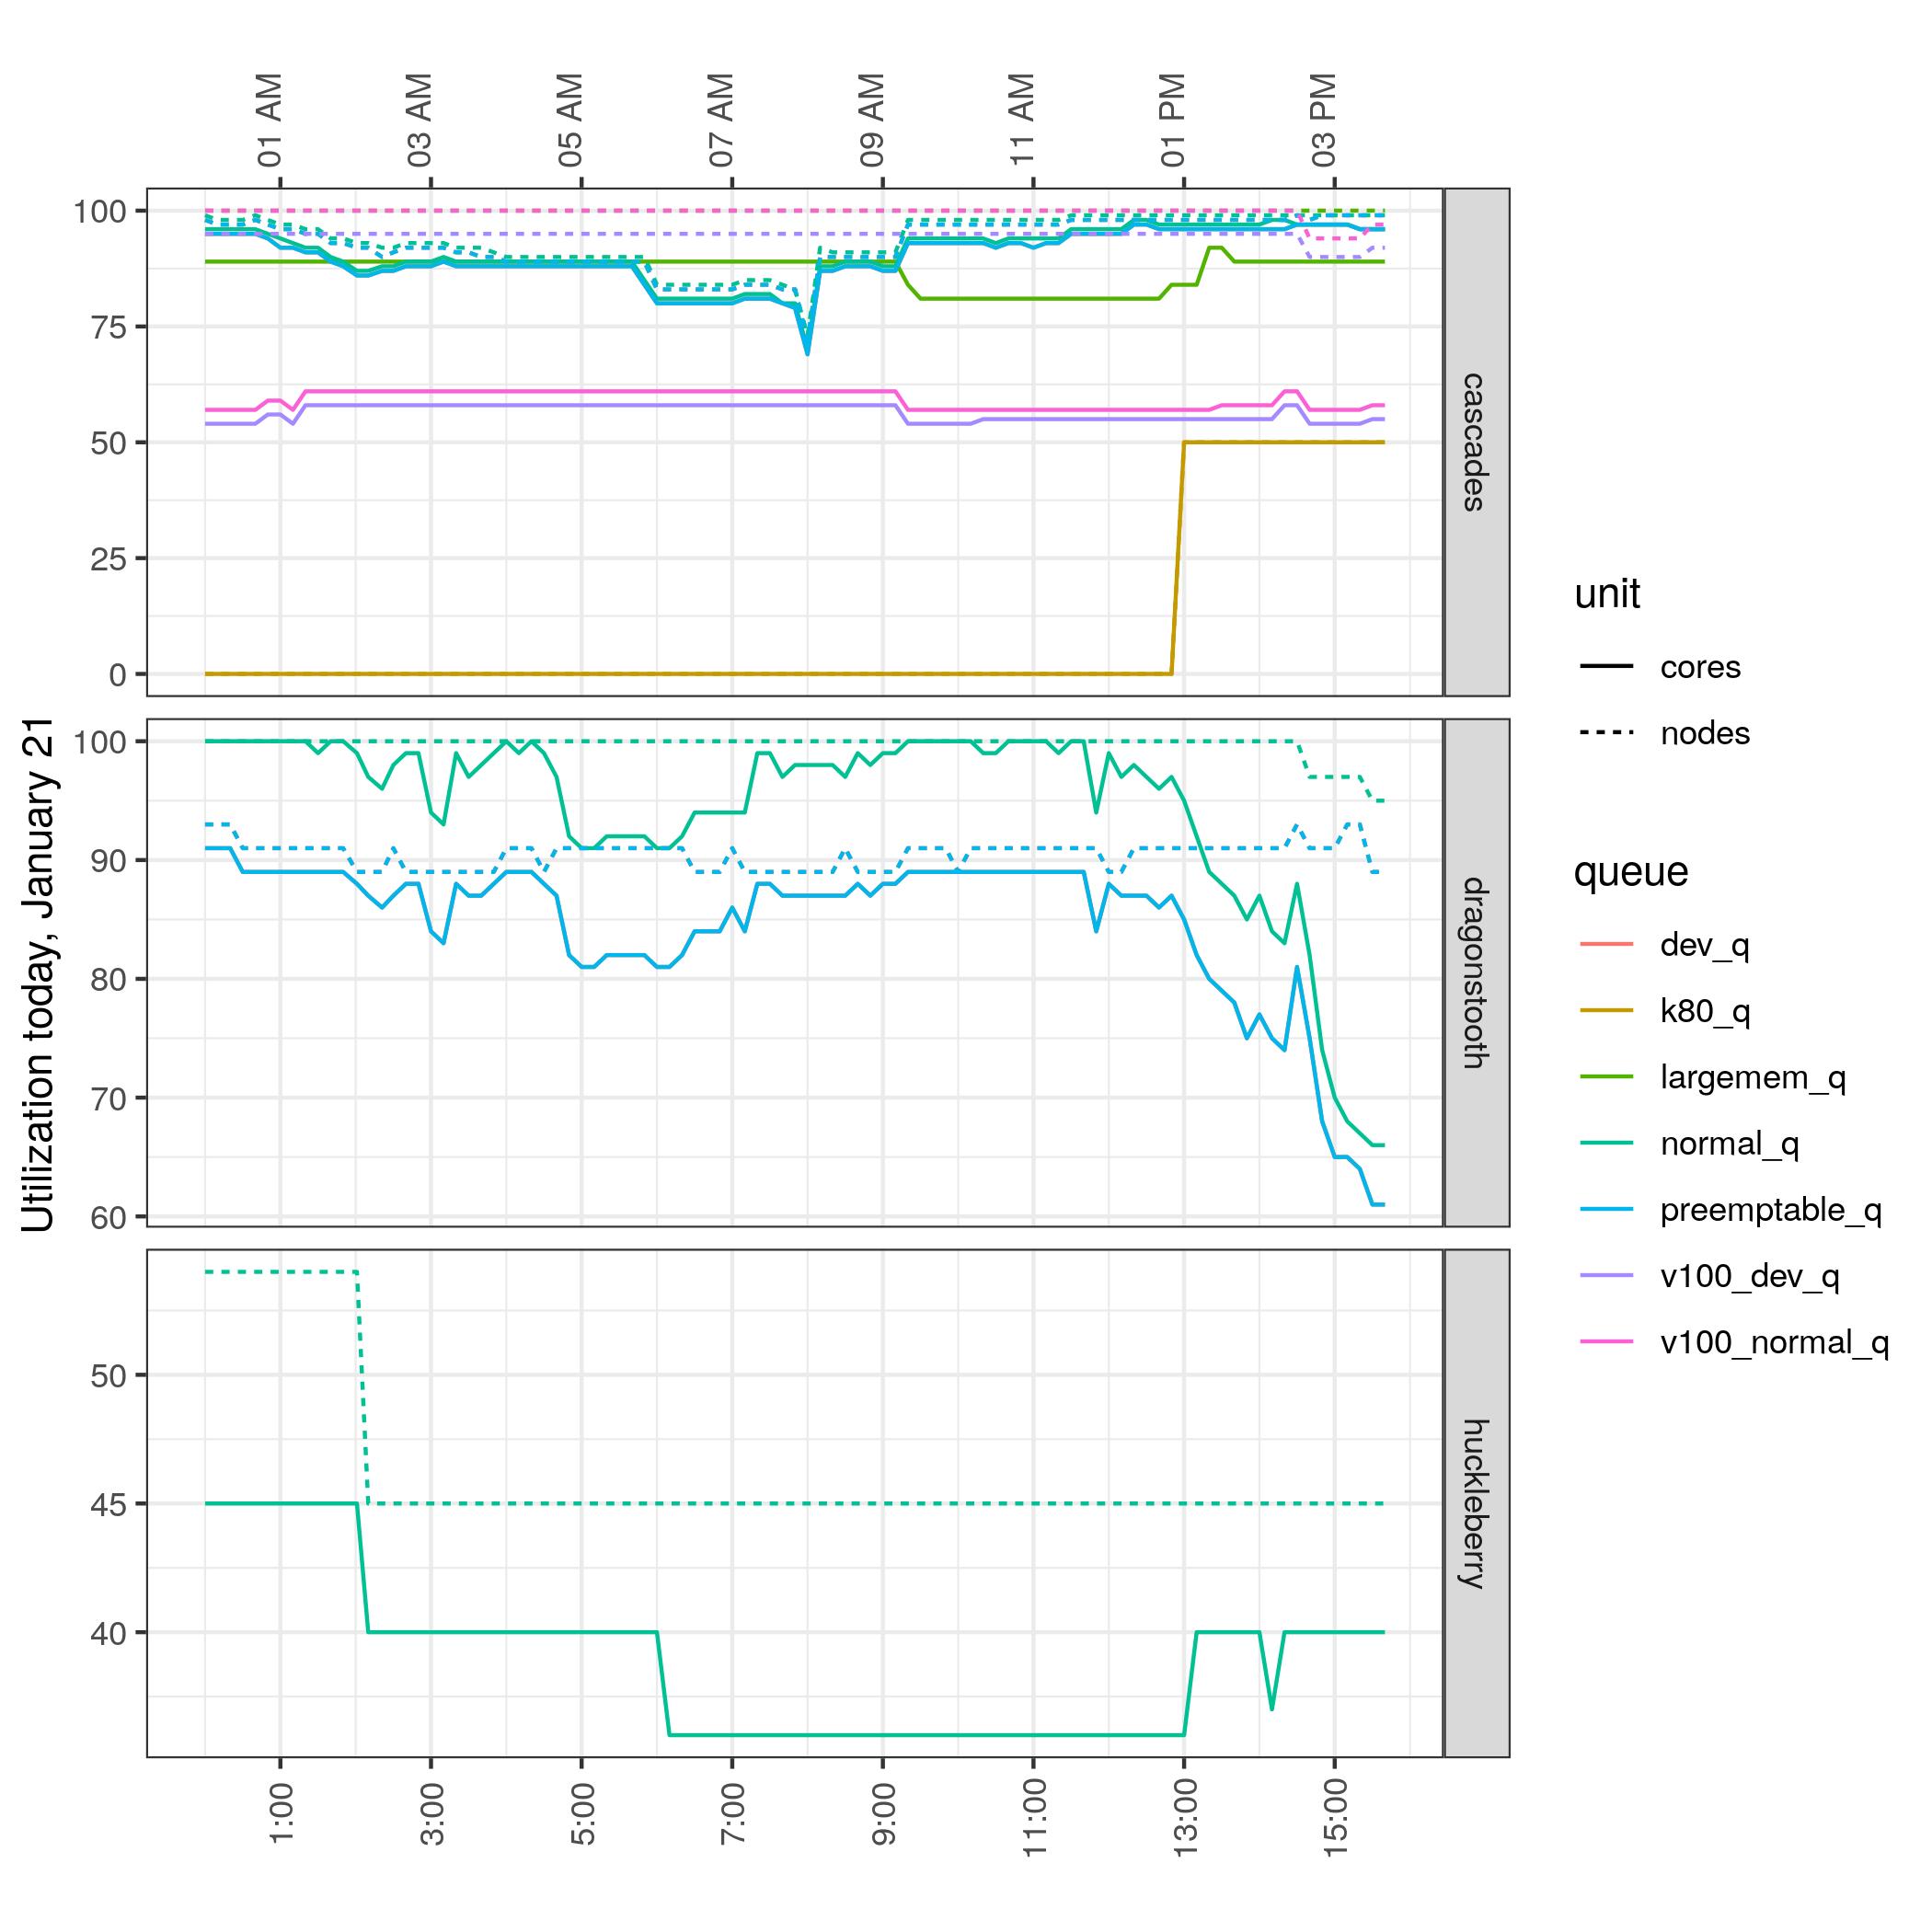 01 AM
03 AM
05 AM
07 AM
09 AM
11 AM
01 PM
03 PM
100
75
50
25
0
cascades
Utilization today, January 21
100
90
80
70
60
dragonstooth
50
45
40
huckleberry
1:00
3:00
5:00
7:00
9:00
11:00
13:00
15:00
unit
cores
nodes
queue
dev_q
k80_q
largemem_q
normal_q
preemptable_q
v100_dev_q
v100_normal_q